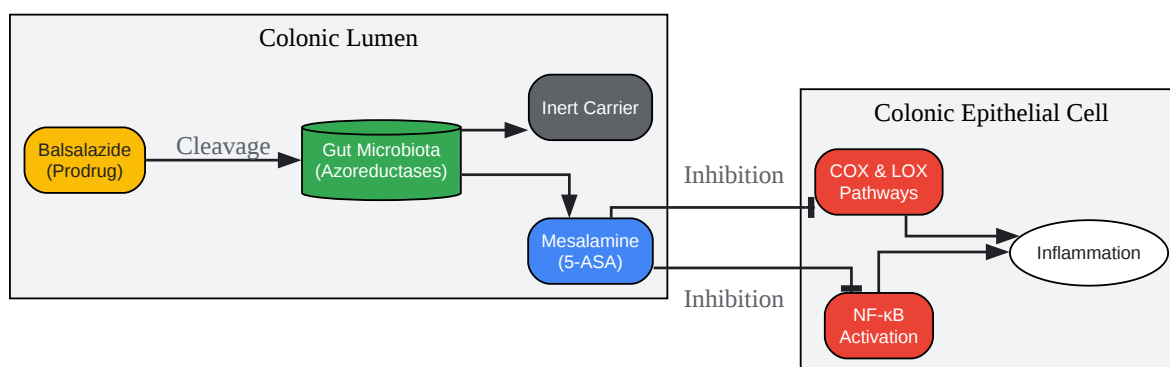 Colonic Lumen
Balsalazide
(Prodrug)
Cleavage
Gut Microbiota
(Azoreductases)
Inert Carrier
Mesalamine
(5-ASA)
Inhibition
Inhibition
Colonic Epithelial Cell
COX & LOX
Pathways
NF-κB
Activation
Inflammation